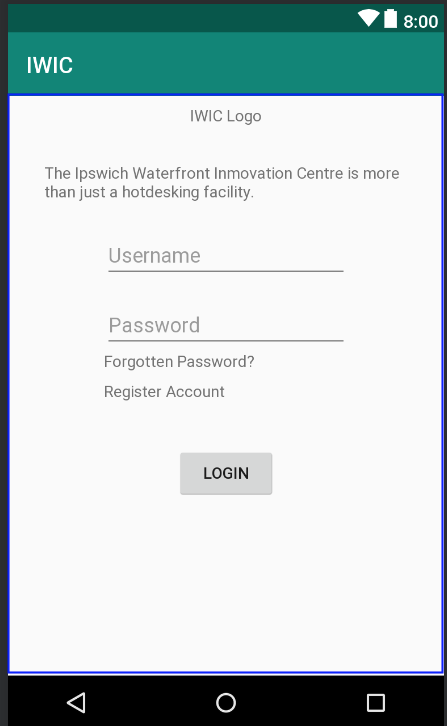 8:00
IWIC
IWIC Logo
The Ipswich Waterfront Inmovation Centre is more
than just a hotdesking facility.
Username
Password
Forgotten Password?
Register Account
LOGIN